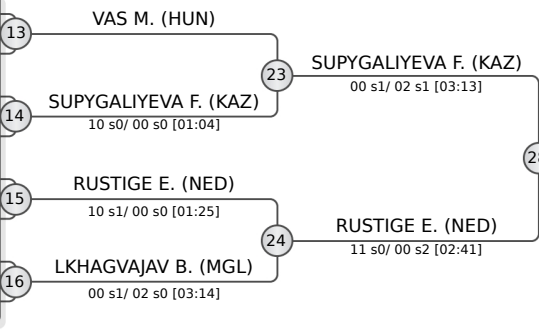 VAS M. (HUN)
13
23
SUPYGALIYEVA F. (KAZ)
00 s1/ 02 s1 [03:13]
SUPYGALIYEVA F. (KAZ)
14
10 s0/ 00 s0 [01:04]
28
RUSTIGE E. (NED)
15
10 s1/ 00 s0 [01:25]
24
RUSTIGE E. (NED)
11 s0/ 00 s2 [02:41]
LKHAGVAJAV B. (MGL)
16
00 s1/ 02 s0 [03:14]